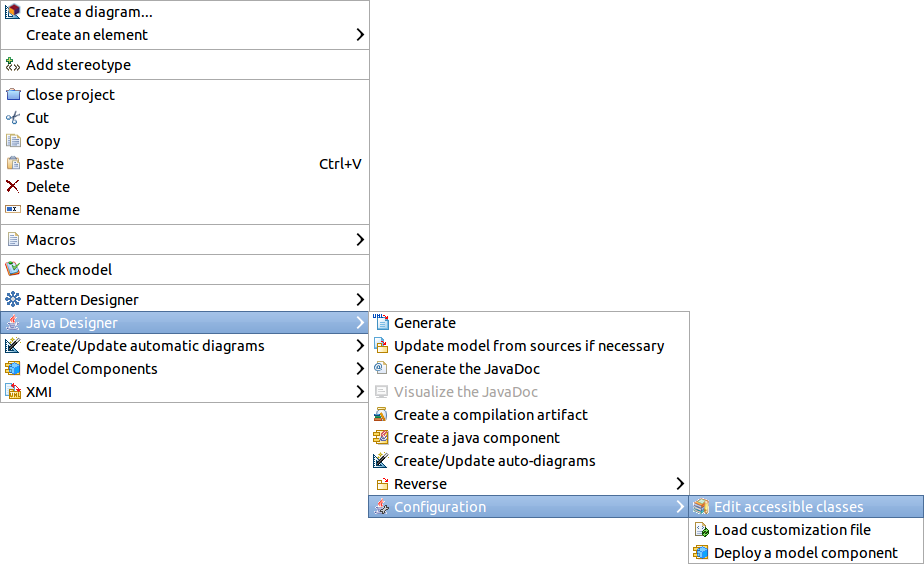 Create a diagram...
Create an element
Add stereotype
Close project
Cut
Copy
Paste Ctrl+V
Delete
Rename
Macros
Check model
Pattern Designer
Java Designer
Create/Update automatic diagrams
Model Components
XMI
Generate
Update model from sources if necessary
Generate the JavaDoc
Visualize the JavaDoc
Create a compilation artifact
Create a java component
Create/Update auto-diagrams
Reverse
Configuration
Edit accessible classes
Load customization file
Deploy a model component